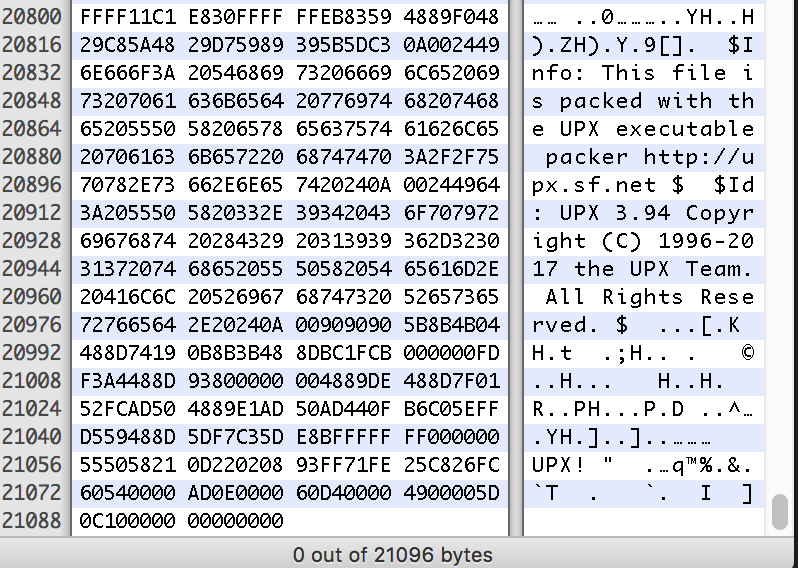 20800 FFFF11C1 E830FFFF FFEB8359 4889F048 …… ..0……..YH..H
20816 29C85A48 29D75989 395B5DC3 0A002449 ).ZH).Y.9[]. $I
20832 6E666F3A 20546869 73206669 6C652069 nfo: This file i
20848 73207061 636B6564 20776974 68207468 s packed with th
20864 65205550 58206578 65637574 61626C65 e UPX executable
20880 20706163 6B657220 68747470 3A2F2F75 packer http://u
20896 70782E73 662E6E65 7420240A 00244964 px.sf.net $ $Id
20912 3A205550 5820332E 39342043 6F707972 : UPX 3.94 Copyr
20928 69676874 20284329 20313939 362D3230 ight (C) 1996-20
20944 31372074 68652055 50582054 65616D2E 17 the UPX Team.
20960 20416C6C 20526967 68747320 52657365 All Rights Rese
20976 72766564 2E20240A 00909090 5B8B4B04 rved. $ ...[.K
20992 488D7419 0B8B3B48 8DBC1FCB 000000FD H.t .;H.. . ©
21008 F3A4488D 93800000 004889DE 488D7F01 ..H... H..H.
21024 52FCAD50 4889E1AD 50AD440F B6C05EFF R..PH...P.D ..^…
21040 D559488D 5DF7C35D E8BFFFFF FF000000 .YH.]..]..……
21056 55505821 0D220208 93FF71FE 25C826FC UPX! " ..…q™%.&.
21072 60540000 AD0E0000 60D40000 4900005D `T . `. I ]
21088 0C100000 00000000
0 out of 21096 bytes